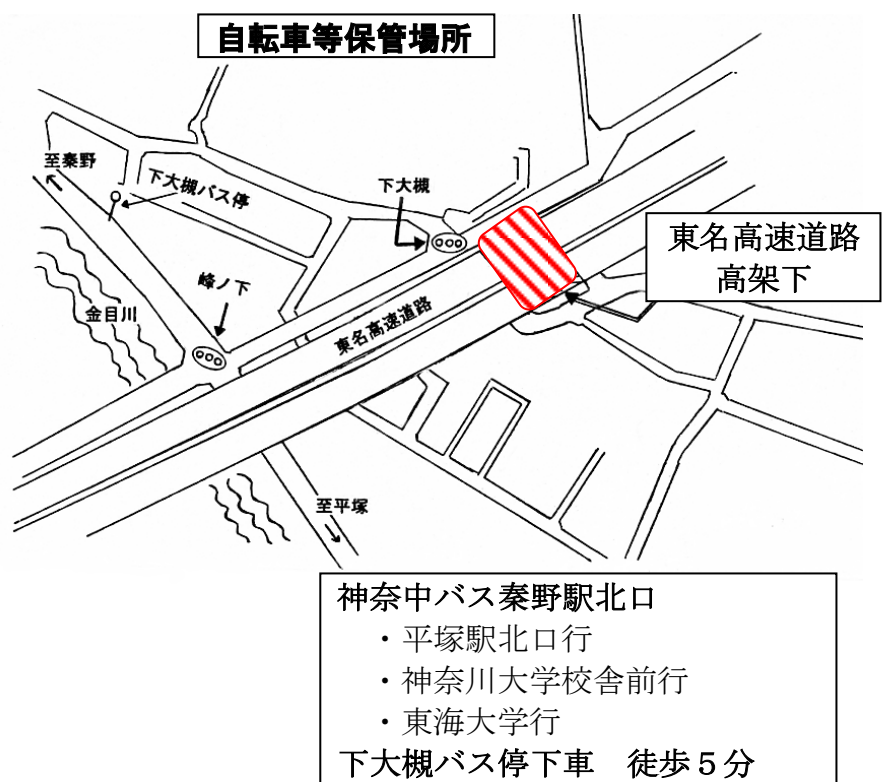 自転車等保管場所
至秦野
下大槻バス停
下大槻
東名高速道路
高架下
峰ノ下
金目川
東名高速道路
至平塚
神奈中バス秦野駅北口
・平塚駅北口行
・神奈川大学校舎前行
・東海大学行
下大槻バス停下車　徒歩５分